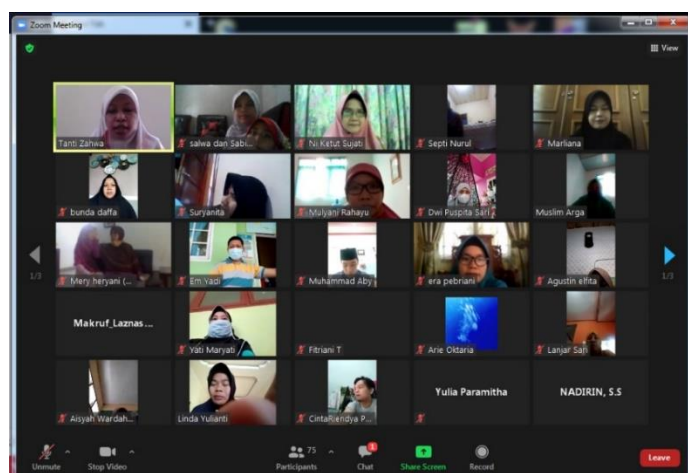 Zoom Meeting
View
Tanti Zahwa
salwa dan Sabi...
Ni Ketut Sujati
Septi Nurul
Marliana
bunda daffa
Suryanita
Mulyani Rahayu
Dwi Puspita Sari
Muslim Arga
Mery heryani (...
Em Yadi
Muhammad Aby
era pebriani
Agustin elfita
1/3
1/3
Makruf_Laznas...
Yati Maryati
Fitriani T
Arie Oktaria
Lanjar Sari
Aisyah Wardah...
Linda Yulianti
CintaRiendya P...
Yulia Paramitha
NADIRIN, S.S
Unmute
Stop Video
75
Participants
1
Chat
Share Screen
Record
Leave